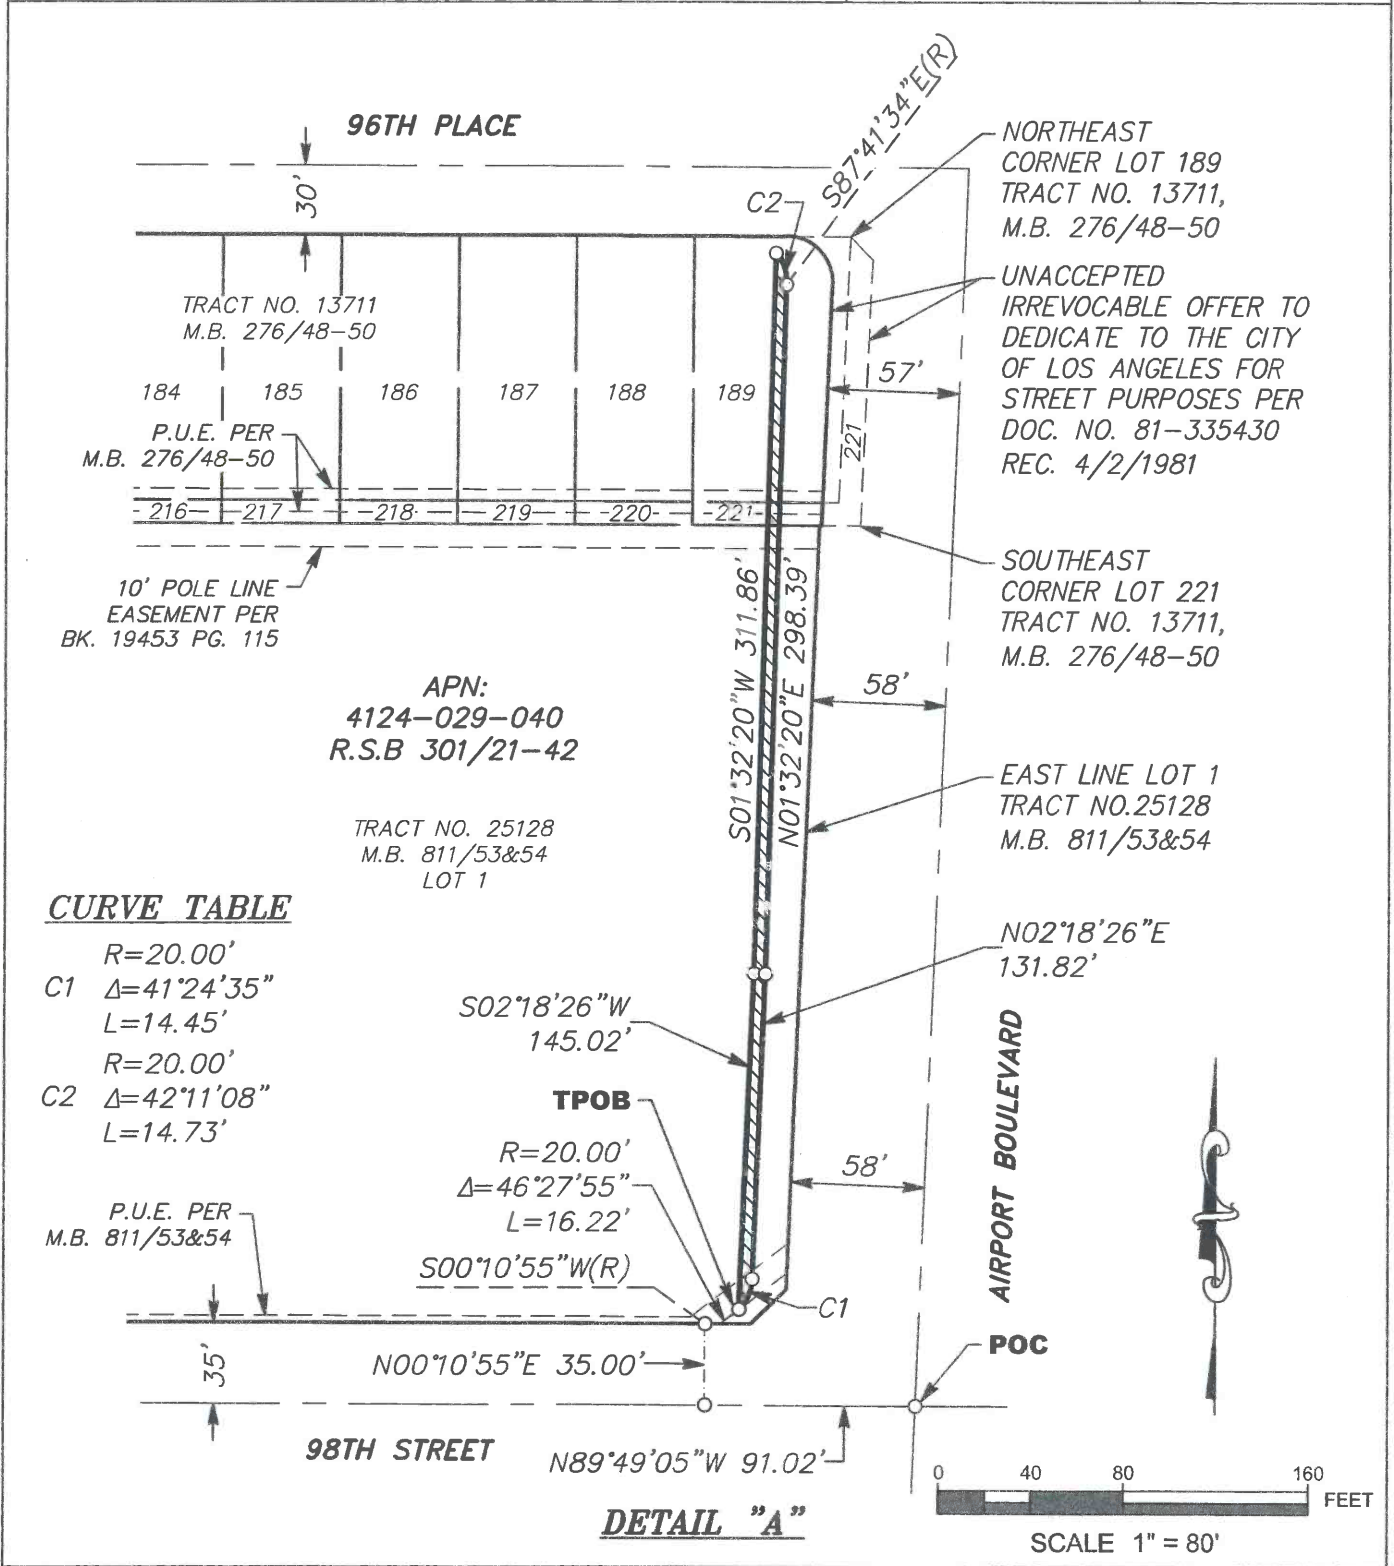 96TH PLACE
30'
S87°41'34"E(R)
C2
NORTHEAST
CORNER LOT 189
TRACT NO. 13711,
M.B. 276/48-50
UNACCEPTED
IRREVOCABLE OFFER TO
DEDICATE TO THE CITY
OF LOS ANGELES FOR
STREET PURPOSES PER
DOC. NO. 81-335430
REC. 4/2/1981
TRACT NO. 13711
M.B. 276/48-50
184
185
186
187
188
189
57'
221
P.U.E. PER
M.B. 276/48-50
216
217
218
219
220
221
10' POLE LINE
EASEMENT PER
BK. 19453 PG. 115
SOUTHEAST
CORNER LOT 221
TRACT NO. 13711,
M.B. 276/48-50
S01°32'20"W 311.86'
N01°32'20"E 298.39'
58'
APN:
4124-029-040
R.S.B 301/21-42
TRACT NO. 25128
M.B. 811/53&54
LOT 1
EAST LINE LOT 1
TRACT NO.25128
M.B. 811/53&54
CURVE TABLE
C1
R=20.00'
Δ=41°24'35"
L=14.45'
C2
R=20.00'
Δ=42°11'08"
L=14.73'
N02°18'26"E
131.82'
S02°18'26"W
145.02'
TPOB
R=20.00'
Δ=46°27'55"
L=16.22'
58'
AIRPORT BOULEVARD
P.U.E. PER
M.B. 811/53&54
S00°10'55"W(R)
C1
35'
N00°10'55"E 35.00'
POC
98TH STREET
N89°49'05"W 91.02'
DETAIL "A"
0 40 80 160
FEET
SCALE 1" = 80'